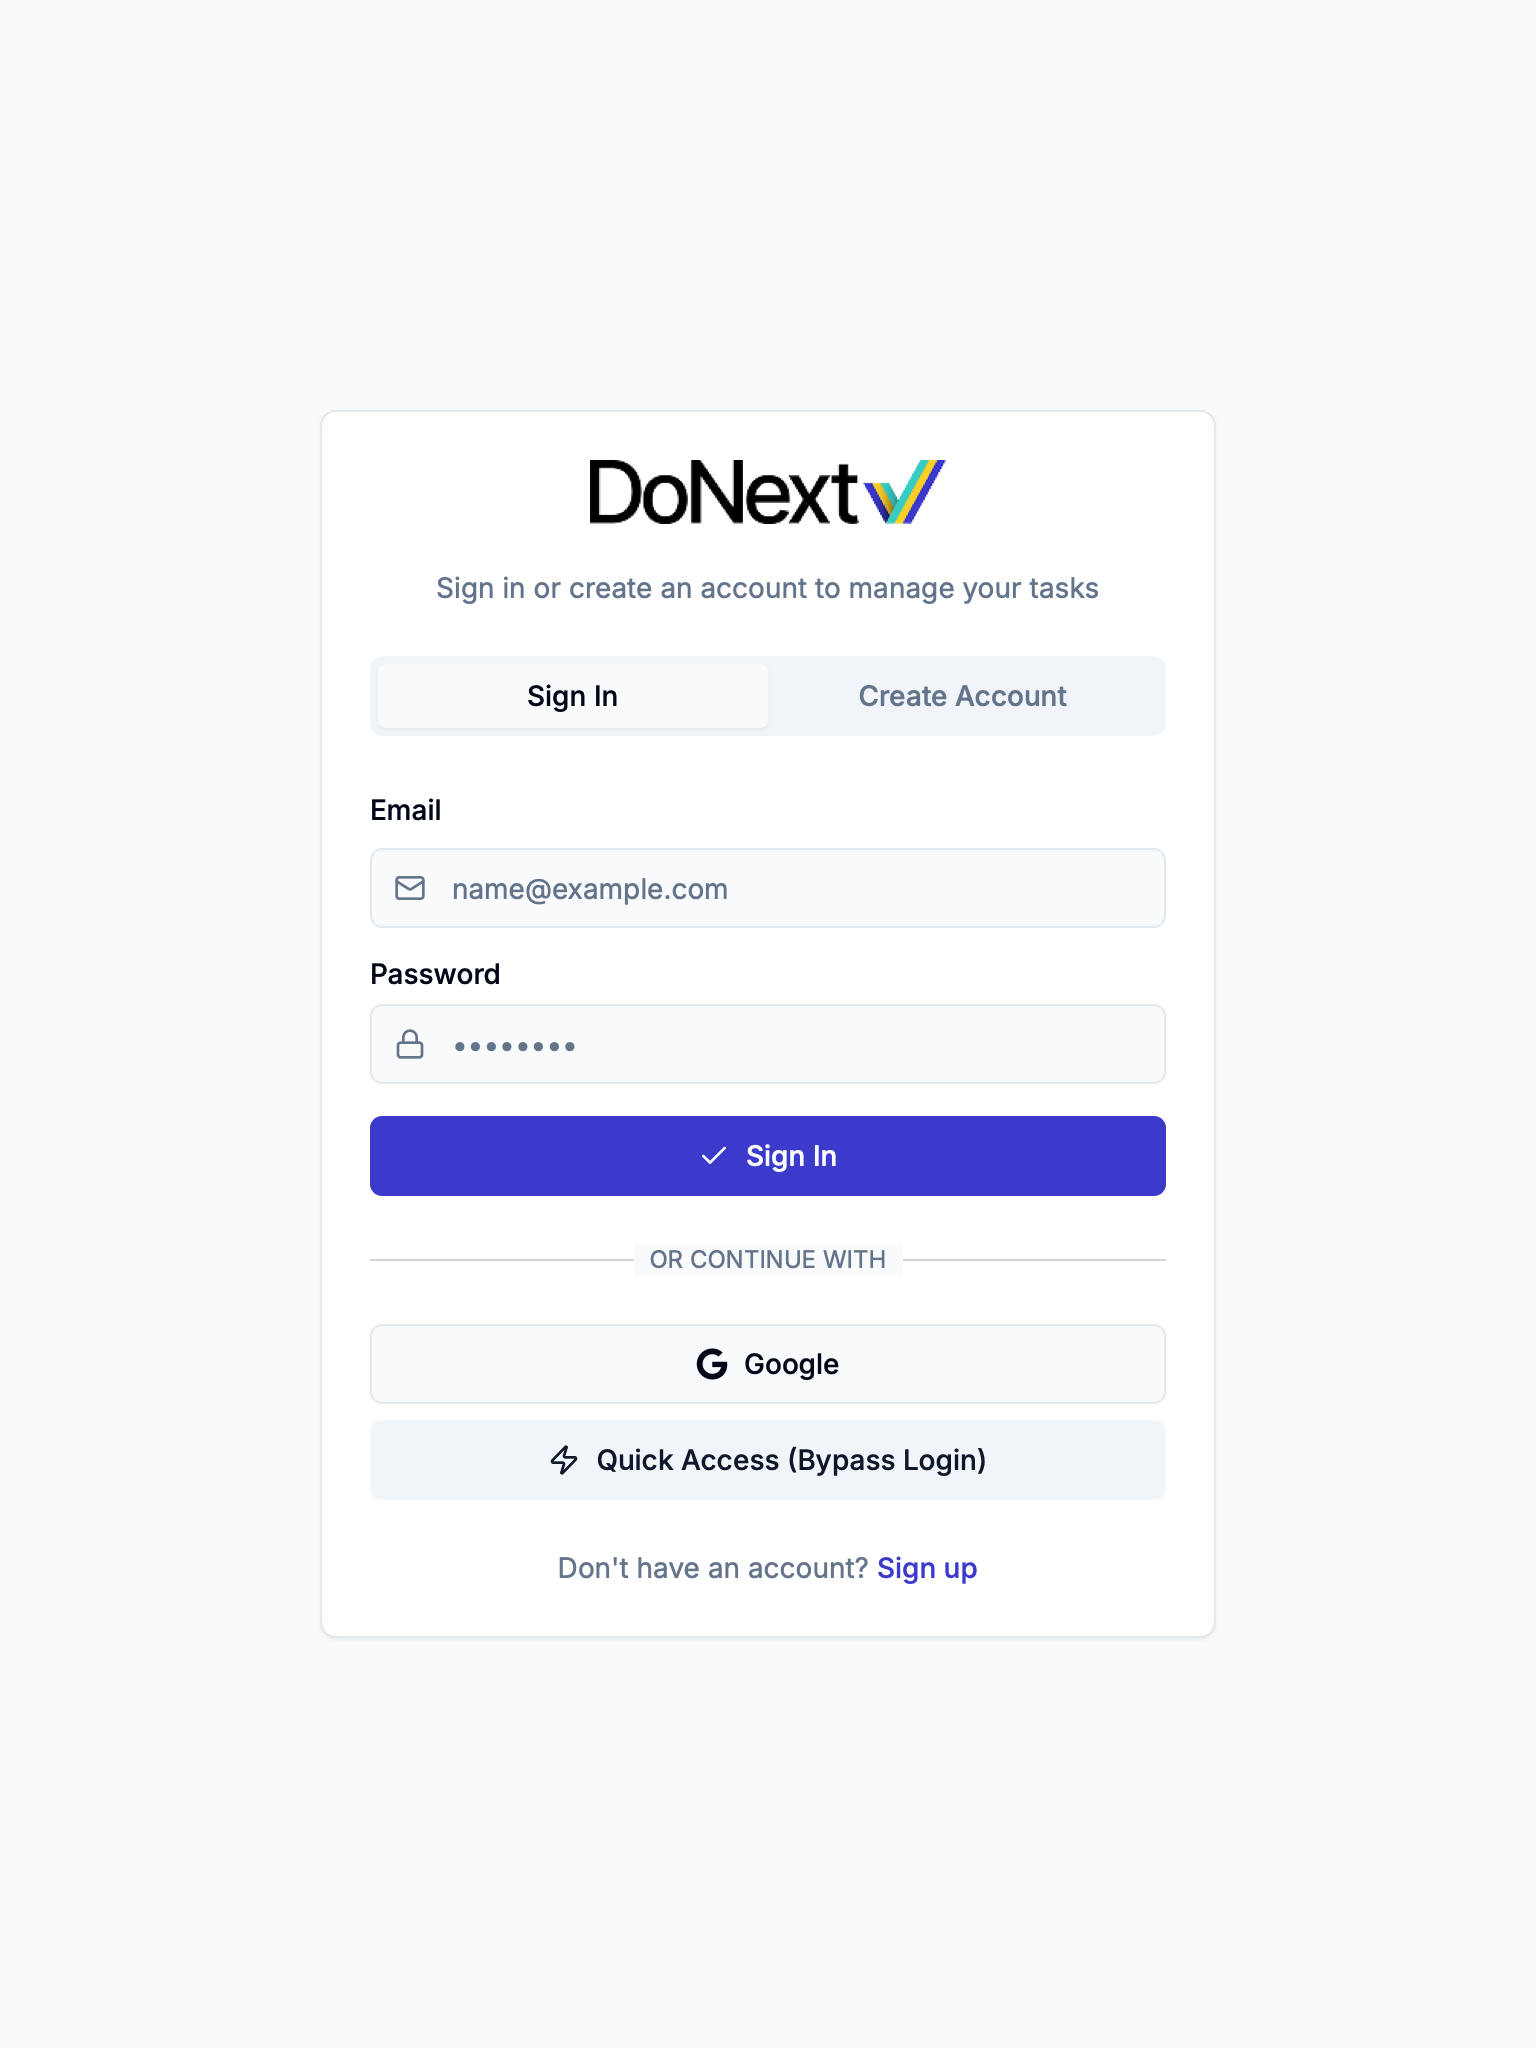 DoNext
Sign in or create an account to manage your tasks
Sign In
Create Account
Email
name@example.com
Password
••••••••
Sign In
OR CONTINUE WITH
Google
Quick Access (Bypass Login)
Don't have an account? Sign up